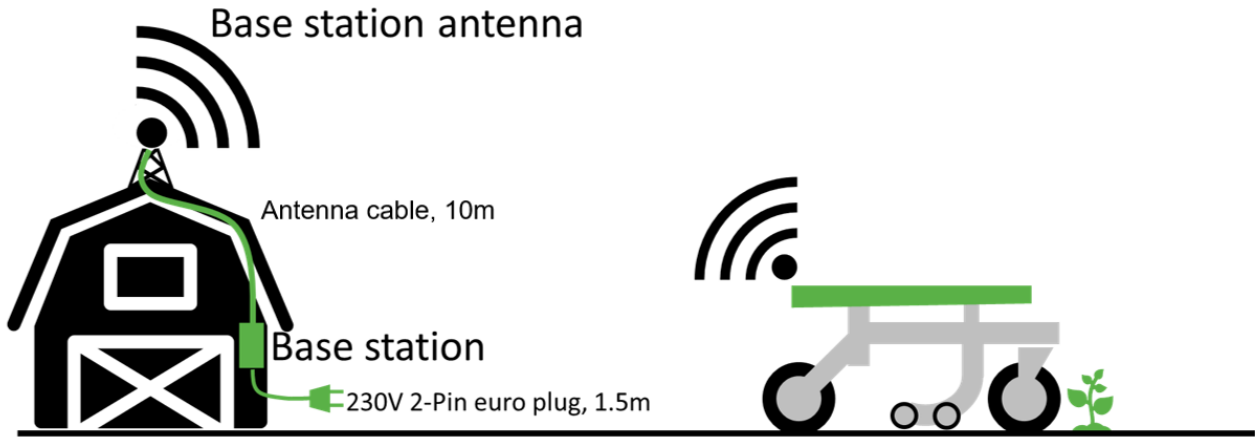 Base station antenna
Antenna cable, 10m
Base station
230V 2-Pin euro plug, 1.5m